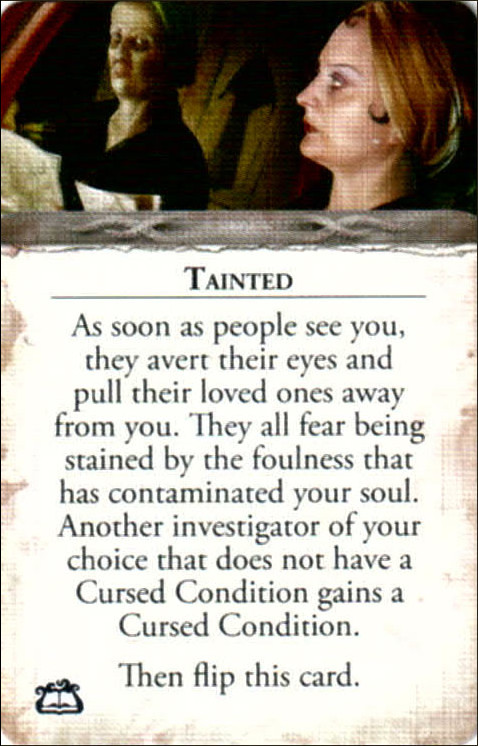 TAINTED
As soon as people see you,
they avert their eyes and
pull their loved ones away
from you. They all fear being
stained by the foulness that
has contaminated your soul.
Another investigator of your
choice that does not have a
Cursed Condition gains a
Cursed Condition.
Then flip this card.